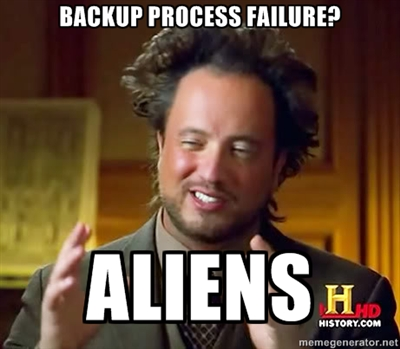 BACKUP PROCESS FAILURE?
ALIENS
H HD
HISTORY.COM
memegenerator.net